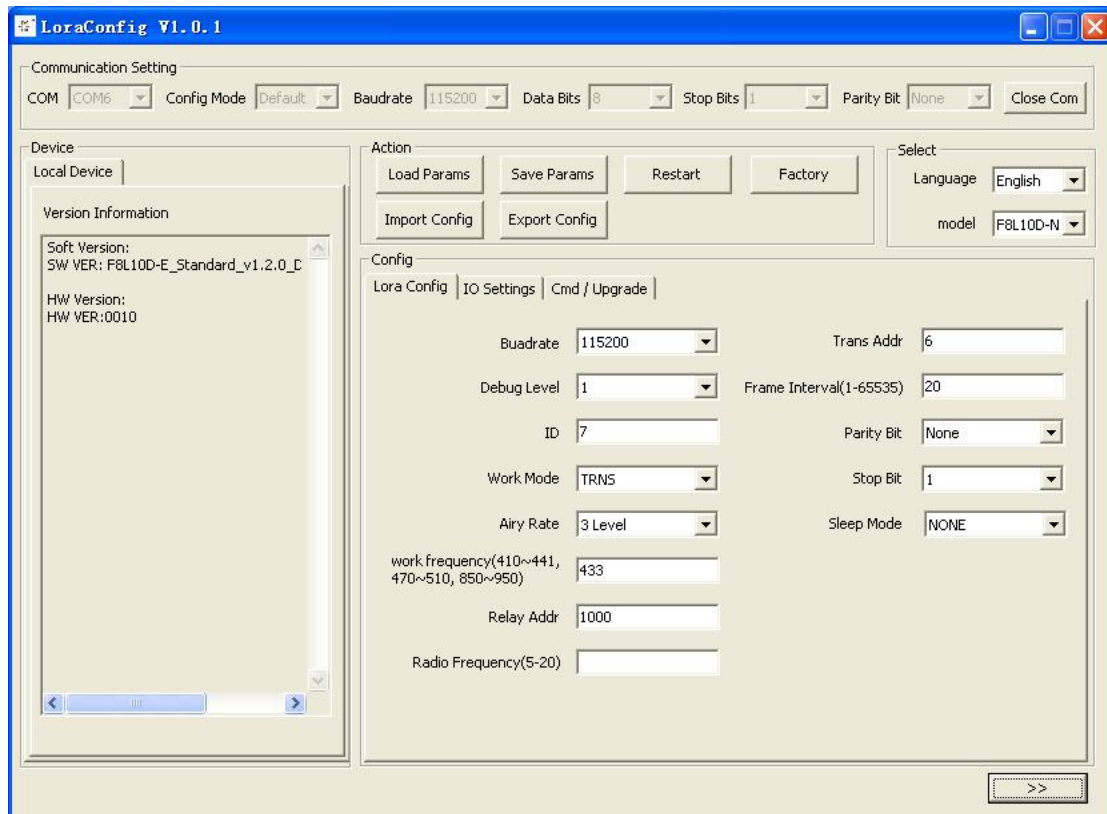 LoraConfig V1.0.1
Communication Setting
COM COM6 Config Mode Default Baudrate 115200 Data Bits 8 Stop Bits 1 Parity Bit None Close Com
Device
Local Device
Version Information
Soft Version:
SW VER: F8L10D-E_Standard_v1.2.0_D
HW Version:
HW VER:0010
Action
Load Params Save Params Restart Factory
Import Config Export Config
Select
Language English
model F8L10D-N
Config
Lora Config IO Settings Cmd / Upgrade
Buadrate 115200
Debug Level 1
ID 7
Work Mode TRNS
Airy Rate 3 Level
work frequency(410~441,
470~510, 850~950) 433
Relay Addr 1000
Radio Frequency(5-20)
Trans Addr 6
Frame Interval(1-65535) 20
Parity Bit None
Stop Bit 1
Sleep Mode NONE
>>